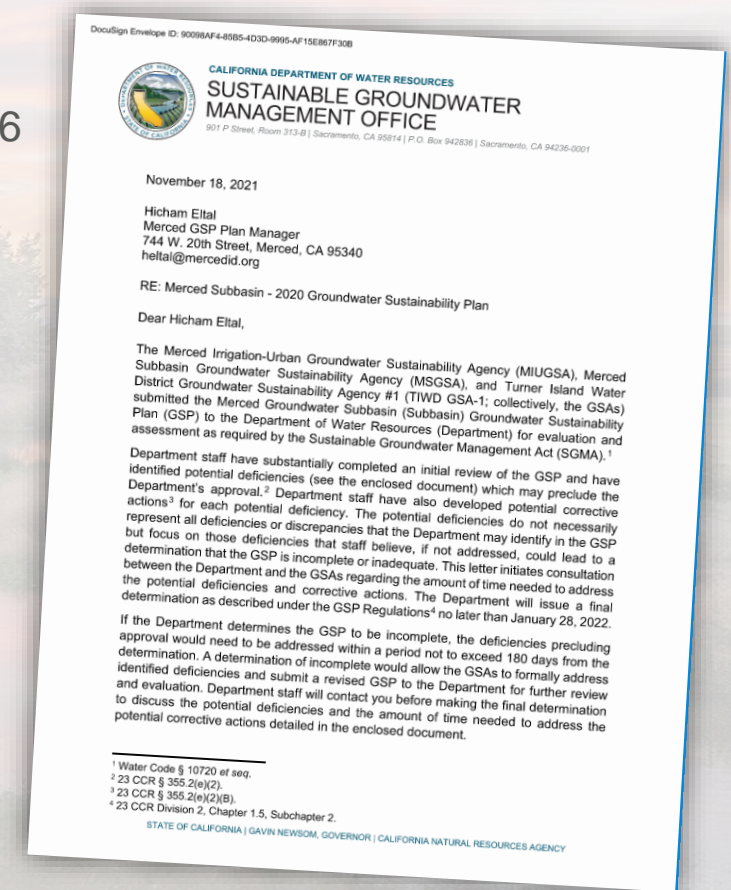 6
DocuSign Envelope ID: 90098AF4-85B5-4D3D-9995-AF15E867F30B
CALIFORNIA DEPARTMENT OF WATER RESOURCES
SUSTAINABLE GROUNDWATER
MANAGEMENT OFFICE
901 P Street, Room 313-B | Sacramento, CA 95814 | P.O. Box 942836 | Sacramento, CA 94236-0001
DEPARTMENT OF WATER RESOURCES
STATE OF CALIFORNIA
November 18, 2021
Hicham Eltal
Merced GSP Plan Manager
744 W. 20th Street, Merced, CA 95340
heltal@mercedid.org
RE: Merced Subbasin - 2020 Groundwater Sustainability Plan
Dear Hicham Eltal,
The Merced Irrigation-Urban Groundwater Sustainability Agency (MIUGSA), Merced
Subbasin Groundwater Sustainability Agency (MSGSA), and Turner Island Water
District Groundwater Sustainability Agency #1 (TIWD GSA-1; collectively, the GSAs)
submitted the Merced Groundwater Subbasin (Subbasin) Groundwater Sustainability
Plan (GSP) to the Department of Water Resources (Department) for evaluation and
assessment as required by the Sustainable Groundwater Management Act (SGMA).¹
Department staff have substantially completed an initial review of the GSP and have
identified potential deficiencies (see the enclosed document) which may preclude the
Department's approval.² Department staff have also developed potential corrective
actions³ for each potential deficiency. The potential deficiencies do not necessarily
represent all deficiencies or discrepancies that the Department may identify in the GSP
but focus on those deficiencies that staff believe, if not addressed, could lead to a
determination that the GSP is incomplete or inadequate. This letter initiates consultation
between the Department and the GSAs regarding the amount of time needed to address
the potential deficiencies and corrective actions. The Department will issue a final
determination as described under the GSP Regulations⁴ no later than January 28, 2022.
If the Department determines the GSP to be incomplete, the deficiencies precluding
approval would need to be addressed within a period not to exceed 180 days from the
determination. A determination of incomplete would allow the GSAs to formally address
identified deficiencies and submit a revised GSP to the Department for further review
and evaluation. Department staff will contact you before making the final determination
to discuss the potential deficiencies and the amount of time needed to address the
potential corrective actions detailed in the enclosed document.
¹ Water Code § 10720 et seq.
² 23 CCR § 355.2(e)(2).
³ 23 CCR § 355.2(e)(2)(B).
⁴ 23 CCR Division 2, Chapter 1.5, Subchapter 2.
STATE OF CALIFORNIA | GAVIN NEWSOM, GOVERNOR | CALIFORNIA NATURAL RESOURCES AGENCY